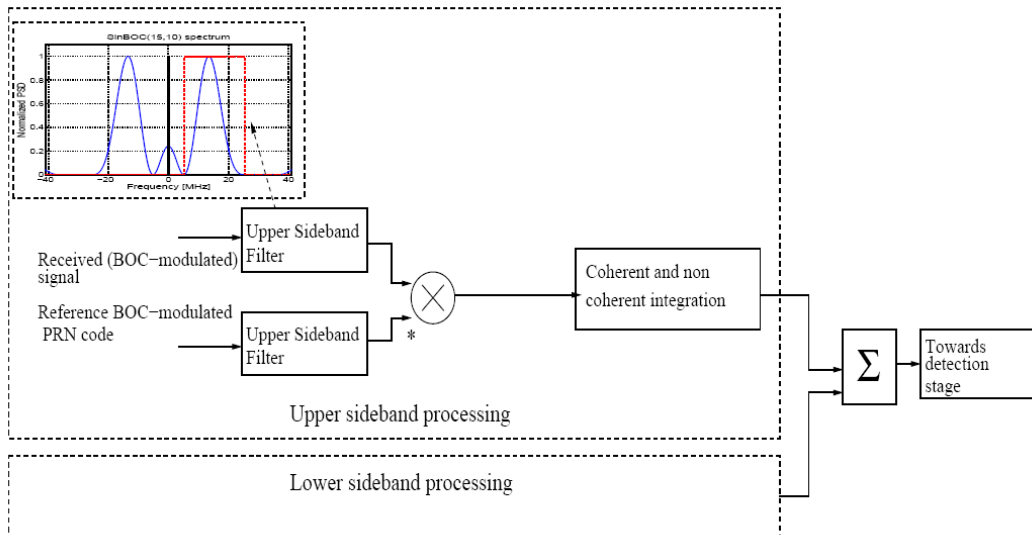 SinBOC(15,10) spectrum
Normalized PSD
1
0.8
0.6
0.4
0.2
0
−40
−20
0
20
40
Frequency [MHz]
Upper Sideband
Filter
Received (BOC−modulated)
signal
Reference BOC−modulated
PRN code
Upper Sideband
Filter
*
Coherent and non
coherent integration
Σ
Towards
detection
stage
Upper sideband processing
Lower sideband processing